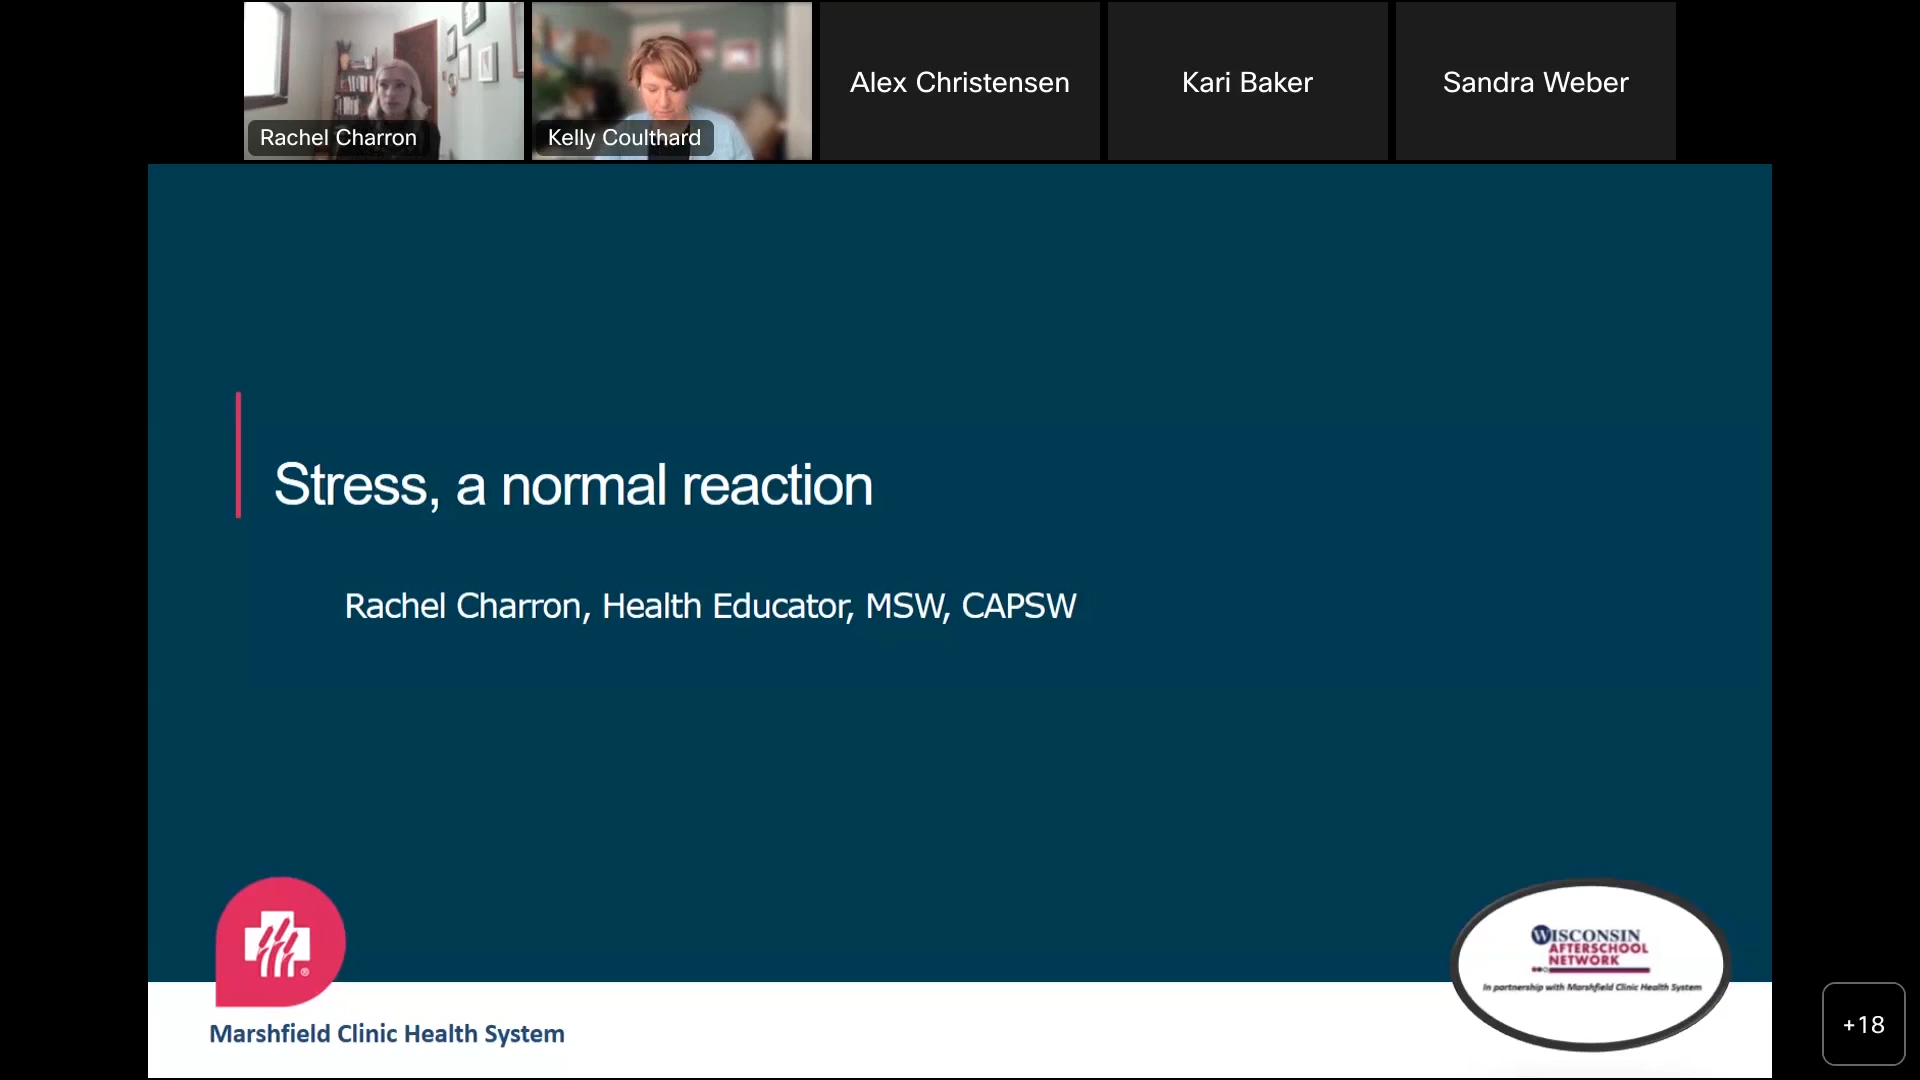 Rachel Charron
Kelly Coulthard
Alex Christensen
Kari Baker
Sandra Weber
Stress, a normal reaction
Rachel Charron, Health Educator, MSW, CAPSW
®
Marshfield Clinic Health System
WISCONSIN
AFTERSCHOOL
NETWORK
In partnership with Marshfield Clinic Health System
+18